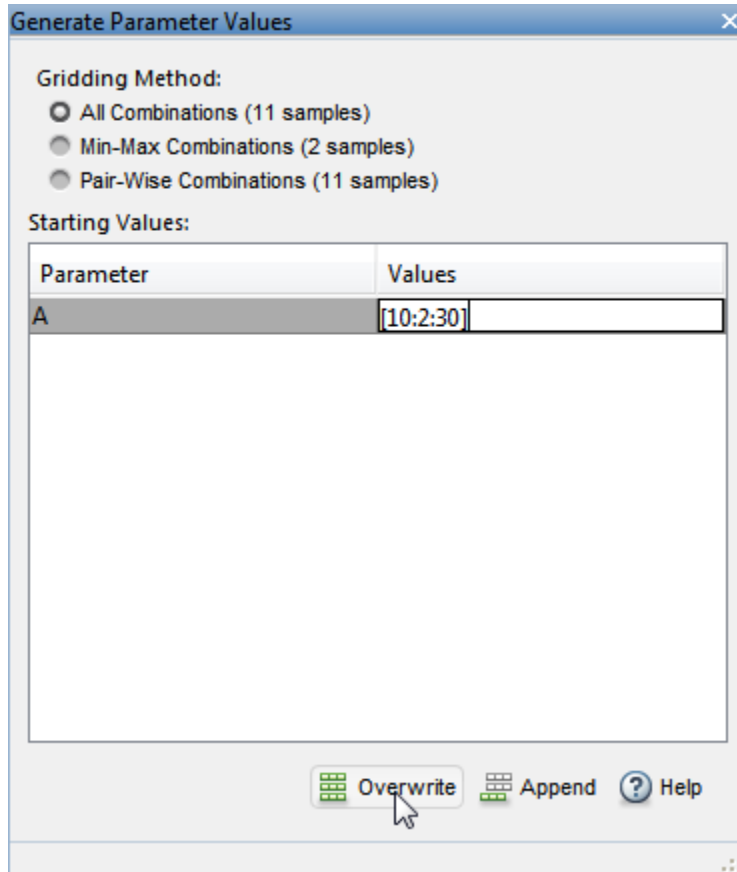 Generate Parameter Values
Gridding Method:
All Combinations (11 samples)
Min-Max Combinations (2 samples)
Pair-Wise Combinations (11 samples)
Starting Values:
Parameter Values
A [10:2:30]
Overwrite Append ? Help